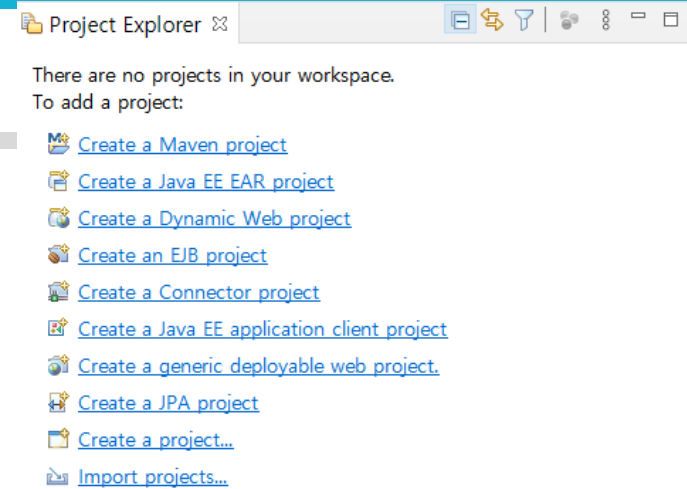 Project Explorer
There are no projects in your workspace.
To add a project:
Create a Maven project
Create a Java EE EAR project
Create a Dynamic Web project
Create an EJB project
Create a Connector project
Create a Java EE application client project
Create a generic deployable web project.
Create a JPA project
Create a project...
Import projects...